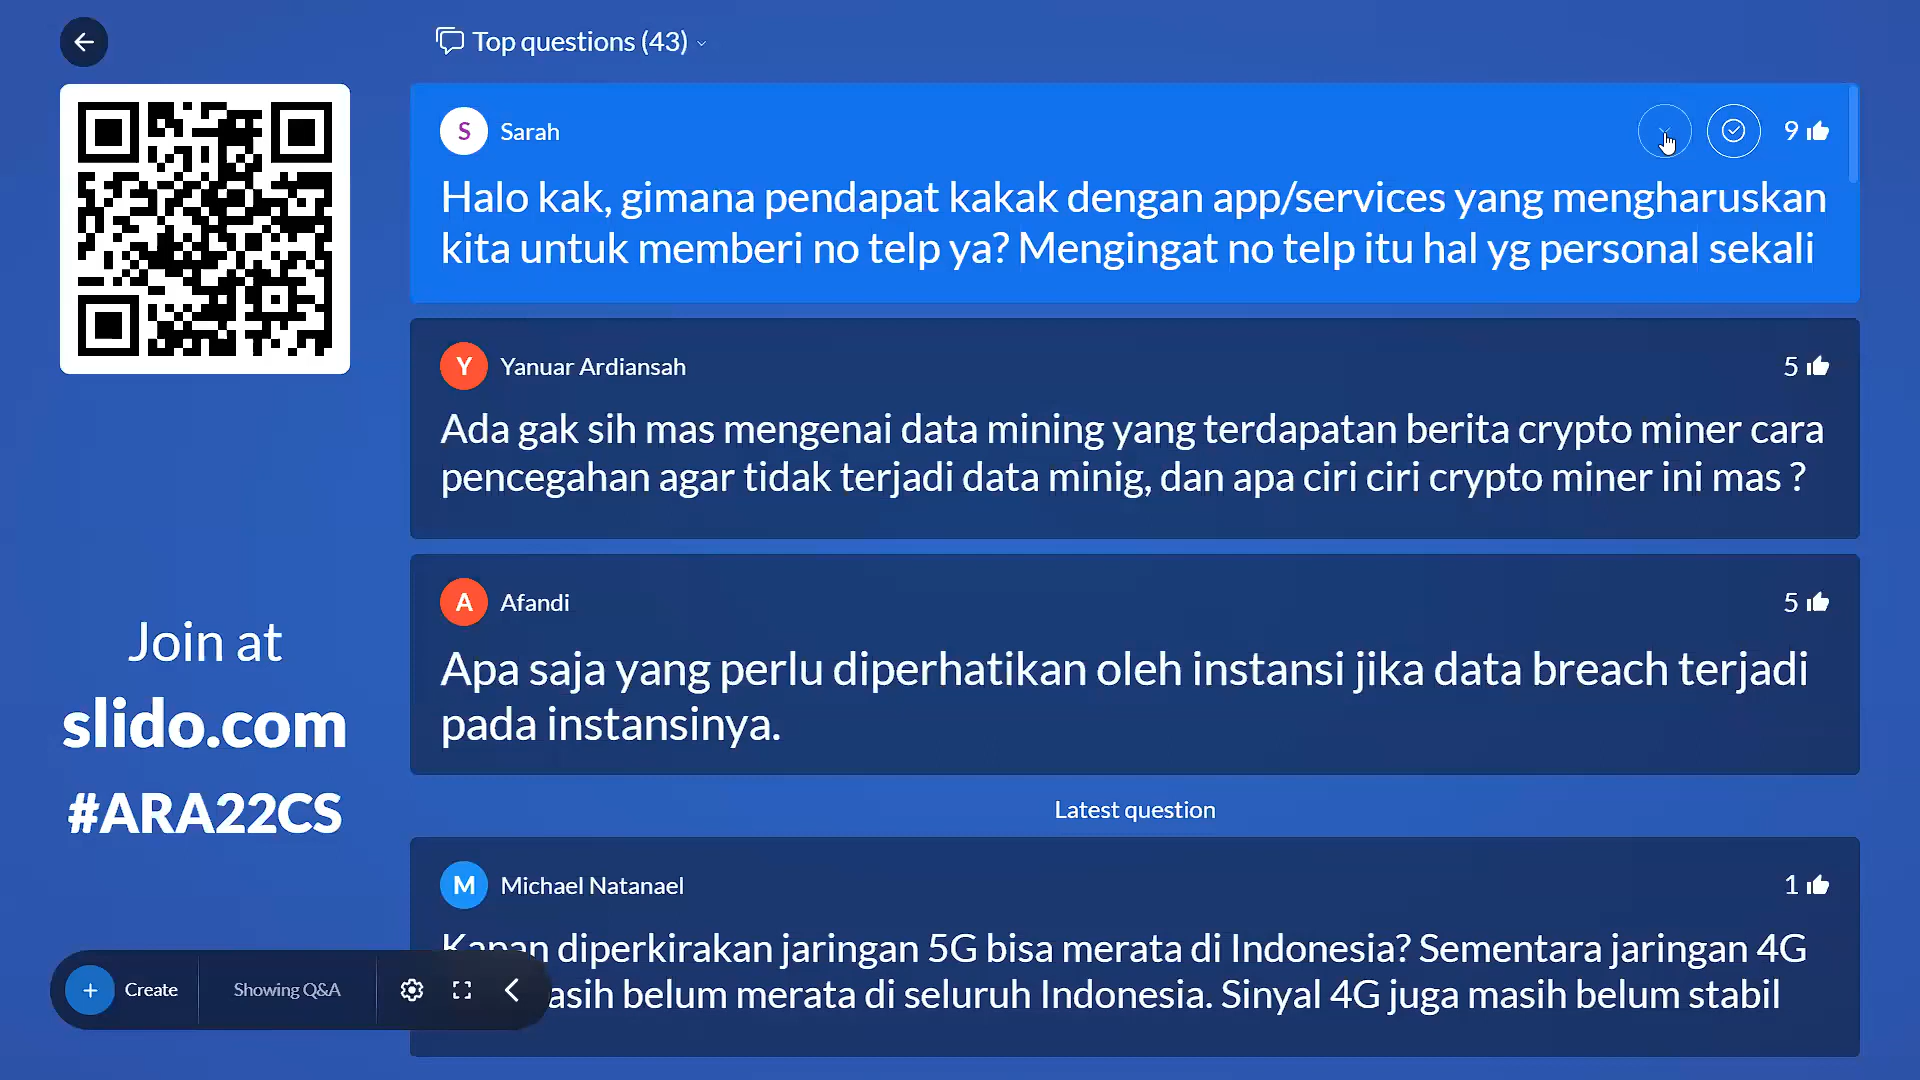 Top questions (43)
S Sarah 9
Halo kak, gimana pendapat kakak dengan app/services yang mengharuskan
kita untuk memberi no telp ya? Mengingat no telp itu hal yg personal sekali
Y Yanuar Ardiansah 5
Ada gak sih mas mengenai data mining yang terdapatan berita crypto miner cara
pencegahan agar tidak terjadi data minig, dan apa ciri ciri crypto miner ini mas ?
A Afandi 5
Apa saja yang perlu diperhatikan oleh instansi jika data breach terjadi
pada instansinya.
Join at
slido.com
#ARA22CS
Latest question
M Michael Natanael 1
diperkirakan jaringan 5G bisa merata di Indonesia? Sementara jaringan 4G
belum merata di seluruh Indonesia. Sinyal 4G juga masih belum stabil
Create Showing Q&A